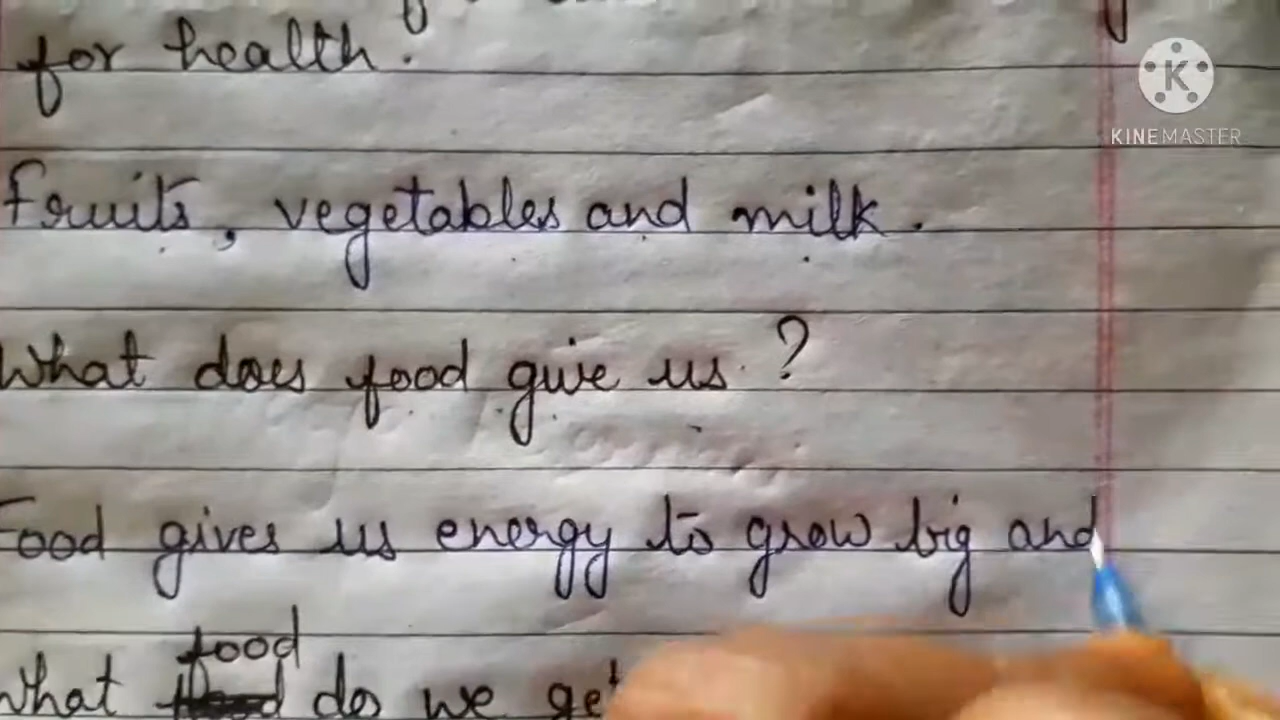 for health.
K
KINEMASTER
Fruits, vegetables and milk.
What does food give us ?
Food gives us energy to grow big and
food
What do we get